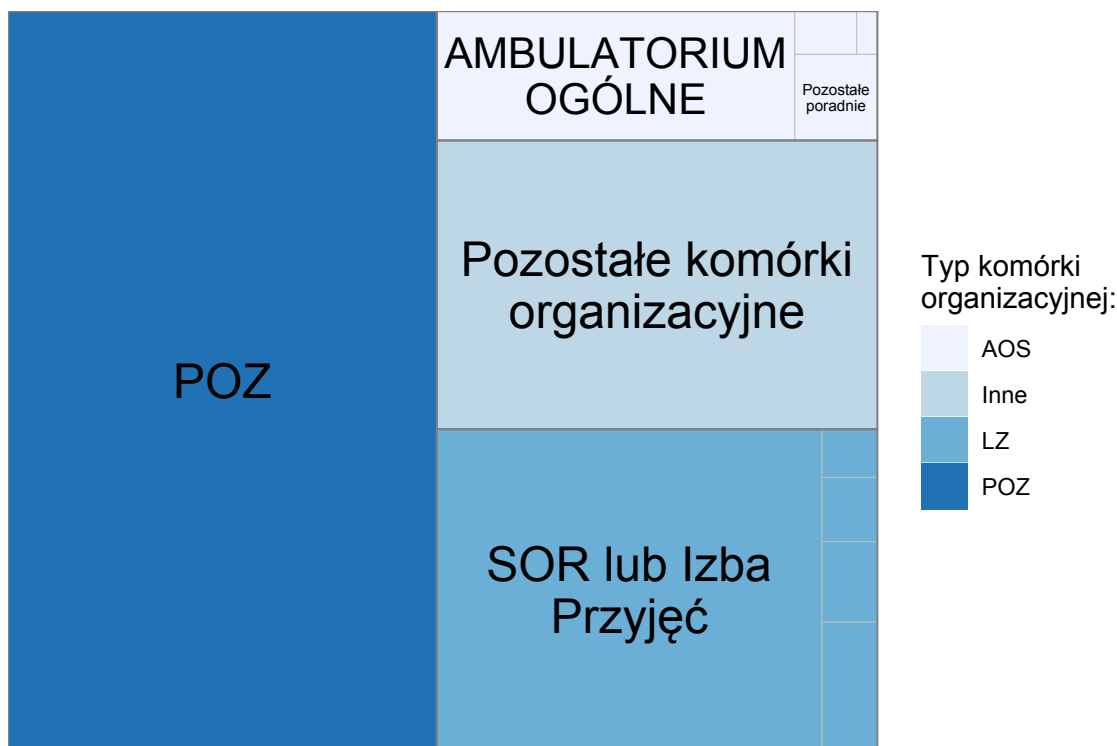 AMBULATORIUM
OGÓLNE
Pozostałe
poradnie
Pozostałe komórki
organizacyjne
POZ
SOR lub Izba
Przyjęć
Typ komórki
organizacyjnej:
AOS
Inne
LZ
POZ